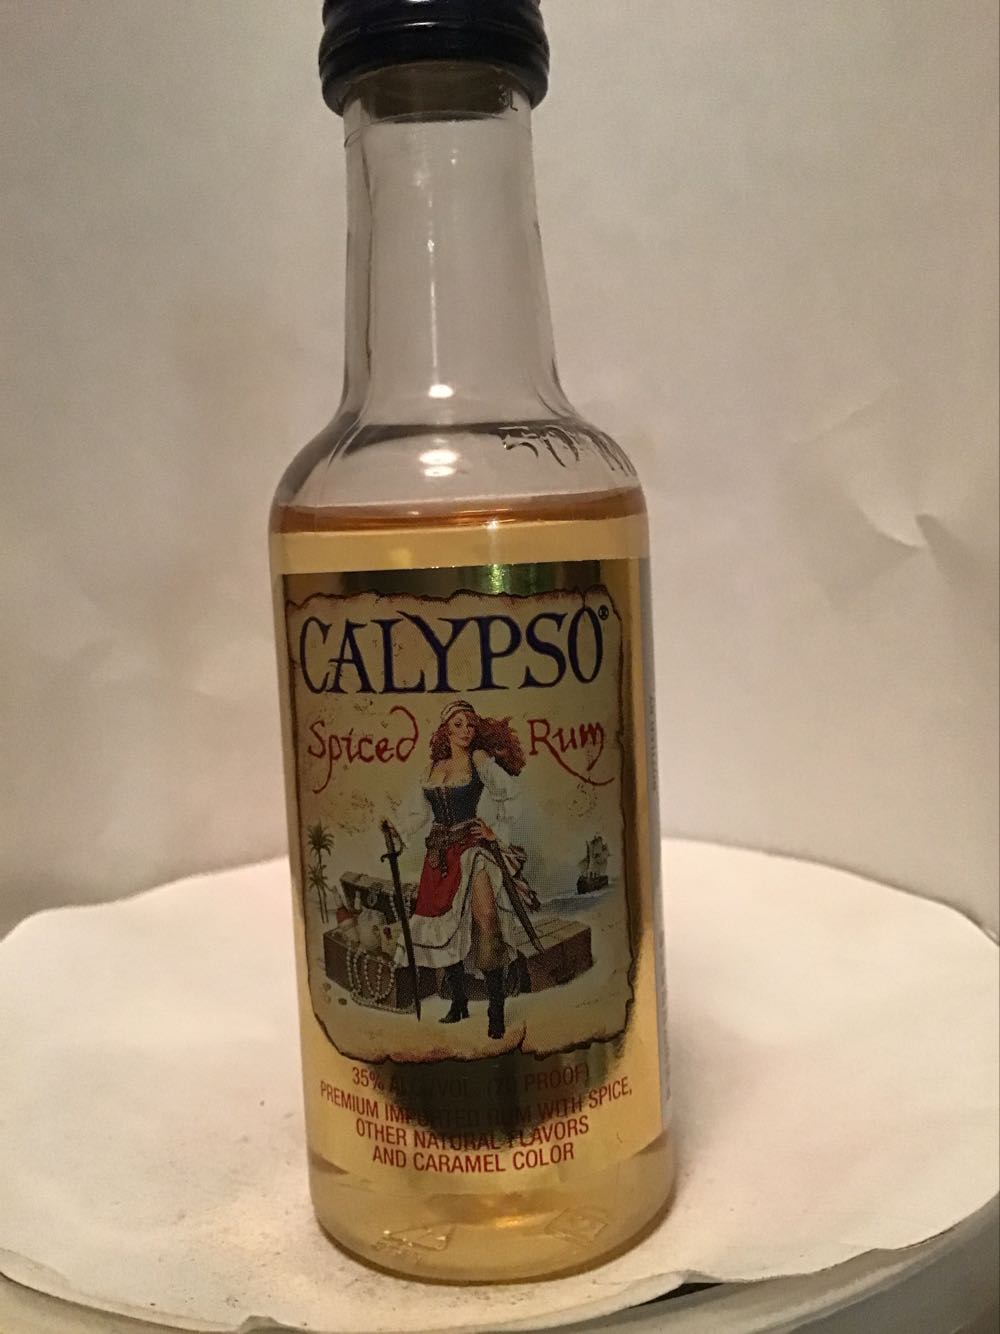 50 M
CALYPSO®
Spiced Rum
35% ALC/VOL. (70 PROOF)
PREMIUM IMPORTED RUM WITH SPICE,
OTHER NATURAL FLAVORS
AND CARAMEL COLOR